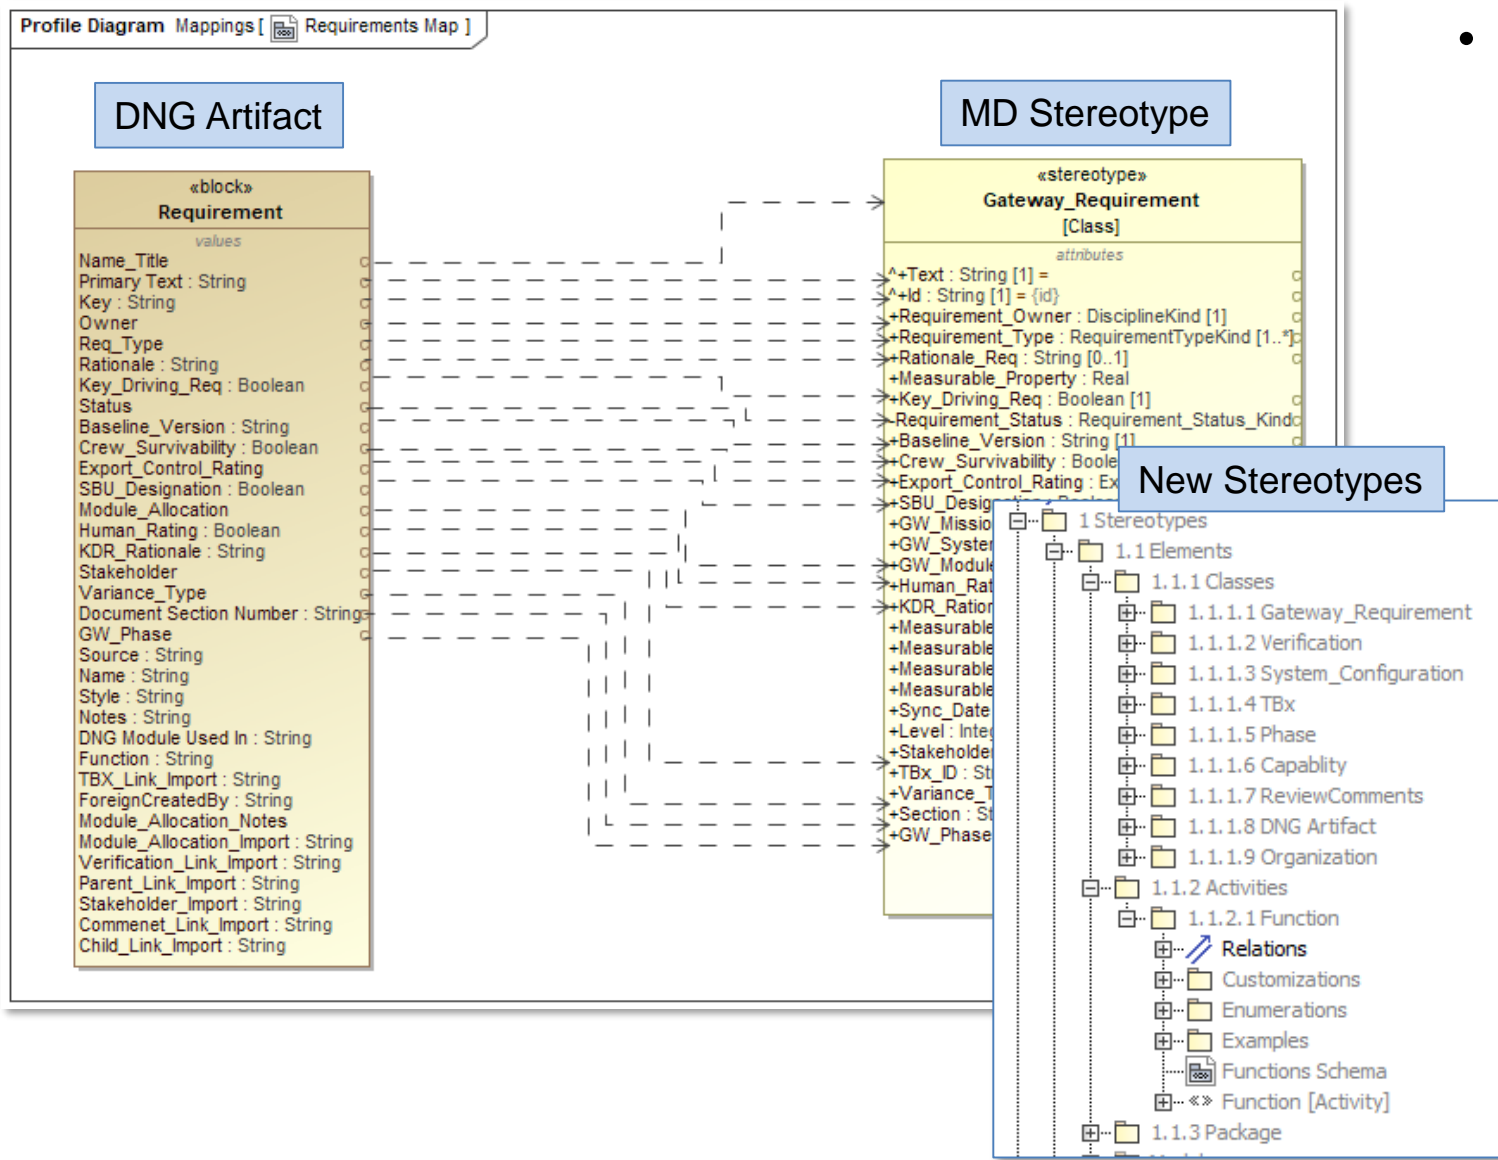 Profile Diagram Mappings [ Requirements Map ]
•
DNG Artifact
«block»
Requirement
values
Name_Title
Primary Text : String
Key : String
Owner
Req_Type
Rationale : String
Key_Driving_Req : Boolean
Status
Baseline_Version : String
Crew_Survivability : Boolean
Export_Control_Rating
SBU_Designation : Boolean
Module_Allocation
Human_Rating : Boolean
KDR_Rationale : String
Stakeholder
Variance_Type
Document Section Number : String
GW_Phase
Source : String
Name : String
Style : String
Notes : String
DNG Module Used In : String
Function : String
TBX_Link_Import : String
ForeignCreatedBy : String
Module_Allocation_Notes
Module_Allocation_Import : String
Verification_Link_Import : String
Parent_Link_Import : String
Stakeholder_Import : String
Commenet_Link_Import : String
Child_Link_Import : String
MD Stereotype
«stereotype»
Gateway_Requirement
[Class]
attributes
^+Text : String [1] =
^+Id : String [1] = {id}
+Requirement_Owner : DisciplineKind [1]
+Requirement_Type : RequirementTypeKind [1..*]
+Rationale_Req : String [0..1]
+Measurable_Property : Real
+Key_Driving_Req : Boolean [1]
-Requirement_Status : Requirement_Status_Kind
+Baseline_Version : String [1]
+Crew_Survivability : Boole
+Export_Control_Rating : Ex
+SBU_Desig
+GW_Missio
+GW_Syster
+GW_Module
+Human_Rat
+KDR_Ration
+Measurable
+Measurable
+Measurable
+Measurable
+Sync_Date
+Level : Integ
+Stakeholder
+TBx_ID : St
+Variance_T
+Section : St
+GW_Phase
New Stereotypes
1 Stereotypes
1.1 Elements
1.1.1 Classes
1.1.1.1 Gateway_Requirement
1.1.1.2 Verification
1.1.1.3 System_Configuration
1.1.1.4 TBx
1.1.1.5 Phase
1.1.1.6 Capablity
1.1.1.7 ReviewComments
1.1.1.8 DNG Artifact
1.1.1.9 Organization
1.1.2 Activities
1.1.2.1 Function
Relations
Customizations
Enumerations
Examples
Functions Schema
«» Function [Activity]
1.1.3 Package